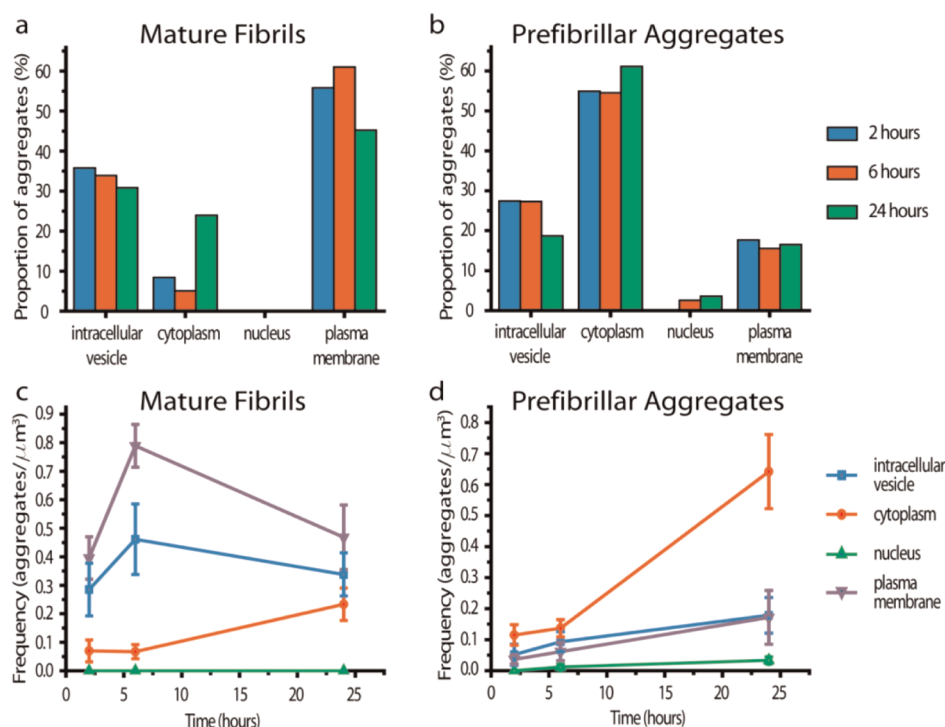 a
Mature Fibrils
Proportion of aggregates (%)
60
50
40
30
20
10
0
intracellular
vesicle
cytoplasm
nucleus
plasma
membrane
b
Prefibrillar Aggregates
Proportion of aggregates (%)
60
50
40
30
20
10
0
intracellular
vesicle
cytoplasm
nucleus
plasma
membrane
2 hours
6 hours
24 hours
c
Mature Fibrils
Frequency (aggregates/μm³)
0.9
0.8
0.7
0.6
0.5
0.4
0.3
0.2
0.1
0.0
0
5
10
15
20
25
Time (hours)
d
Prefibrillar Aggregates
Frequency (aggregates/μm³)
0.8
0.7
0.6
0.5
0.4
0.3
0.2
0.1
0.0
0
5
10
15
20
25
Time (hours)
intracellular
vesicle
cytoplasm
nucleus
plasma
membrane